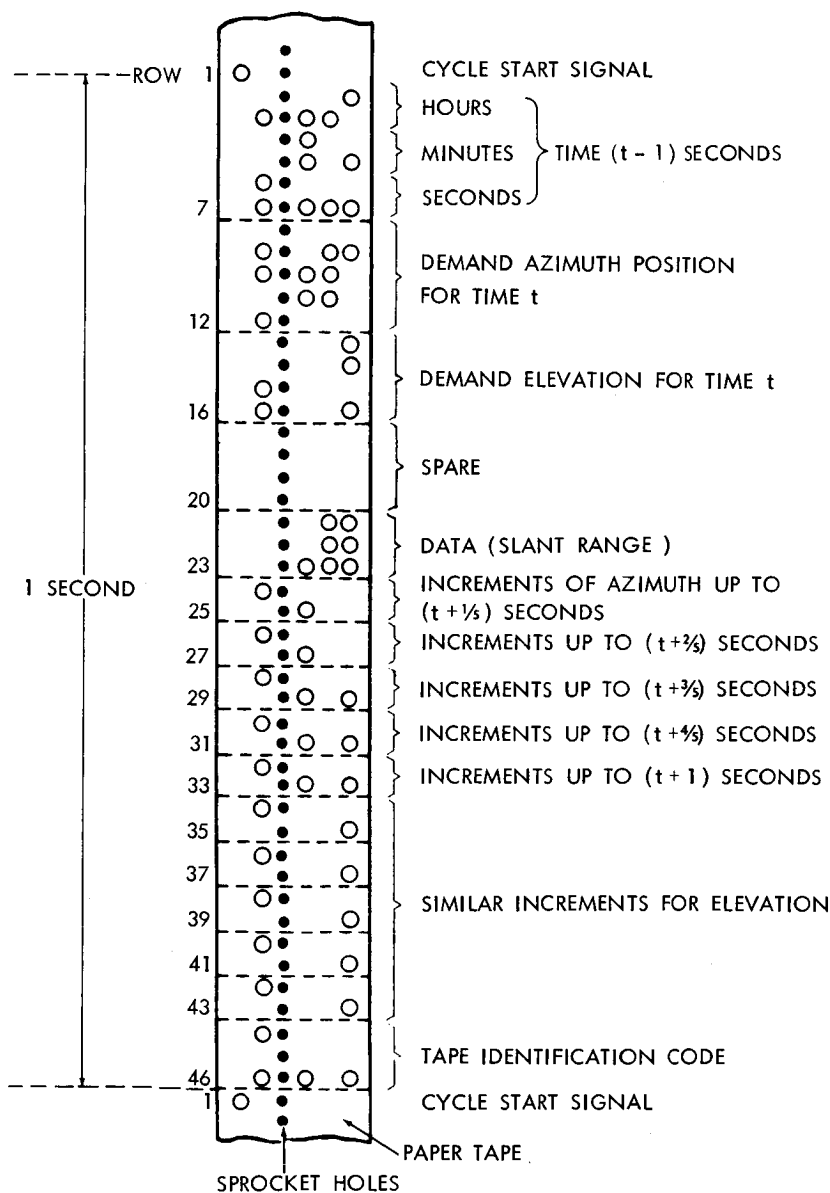 ROW 1 CYCLE START SIGNAL
HOURS
MINUTES TIME (t - 1) SECONDS
7 SECONDS
DEMAND AZIMUTH POSITION
FOR TIME t
12
DEMAND ELEVATION FOR TIME t
16
SPARE
20
DATA (SLANT RANGE )
23
1 SECOND
INCREMENTS OF AZIMUTH UP TO
25 (t + ⅕) SECONDS
27 INCREMENTS UP TO (t+⅖) SECONDS
29 INCREMENTS UP TO (t+⅗) SECONDS
31 INCREMENTS UP TO (t+⅘) SECONDS
33 INCREMENTS UP TO (t + 1) SECONDS
35
37
39 SIMILAR INCREMENTS FOR ELEVATION
41
43
TAPE IDENTIFICATION CODE
46
1 CYCLE START SIGNAL
PAPER TAPE
SPROCKET HOLES